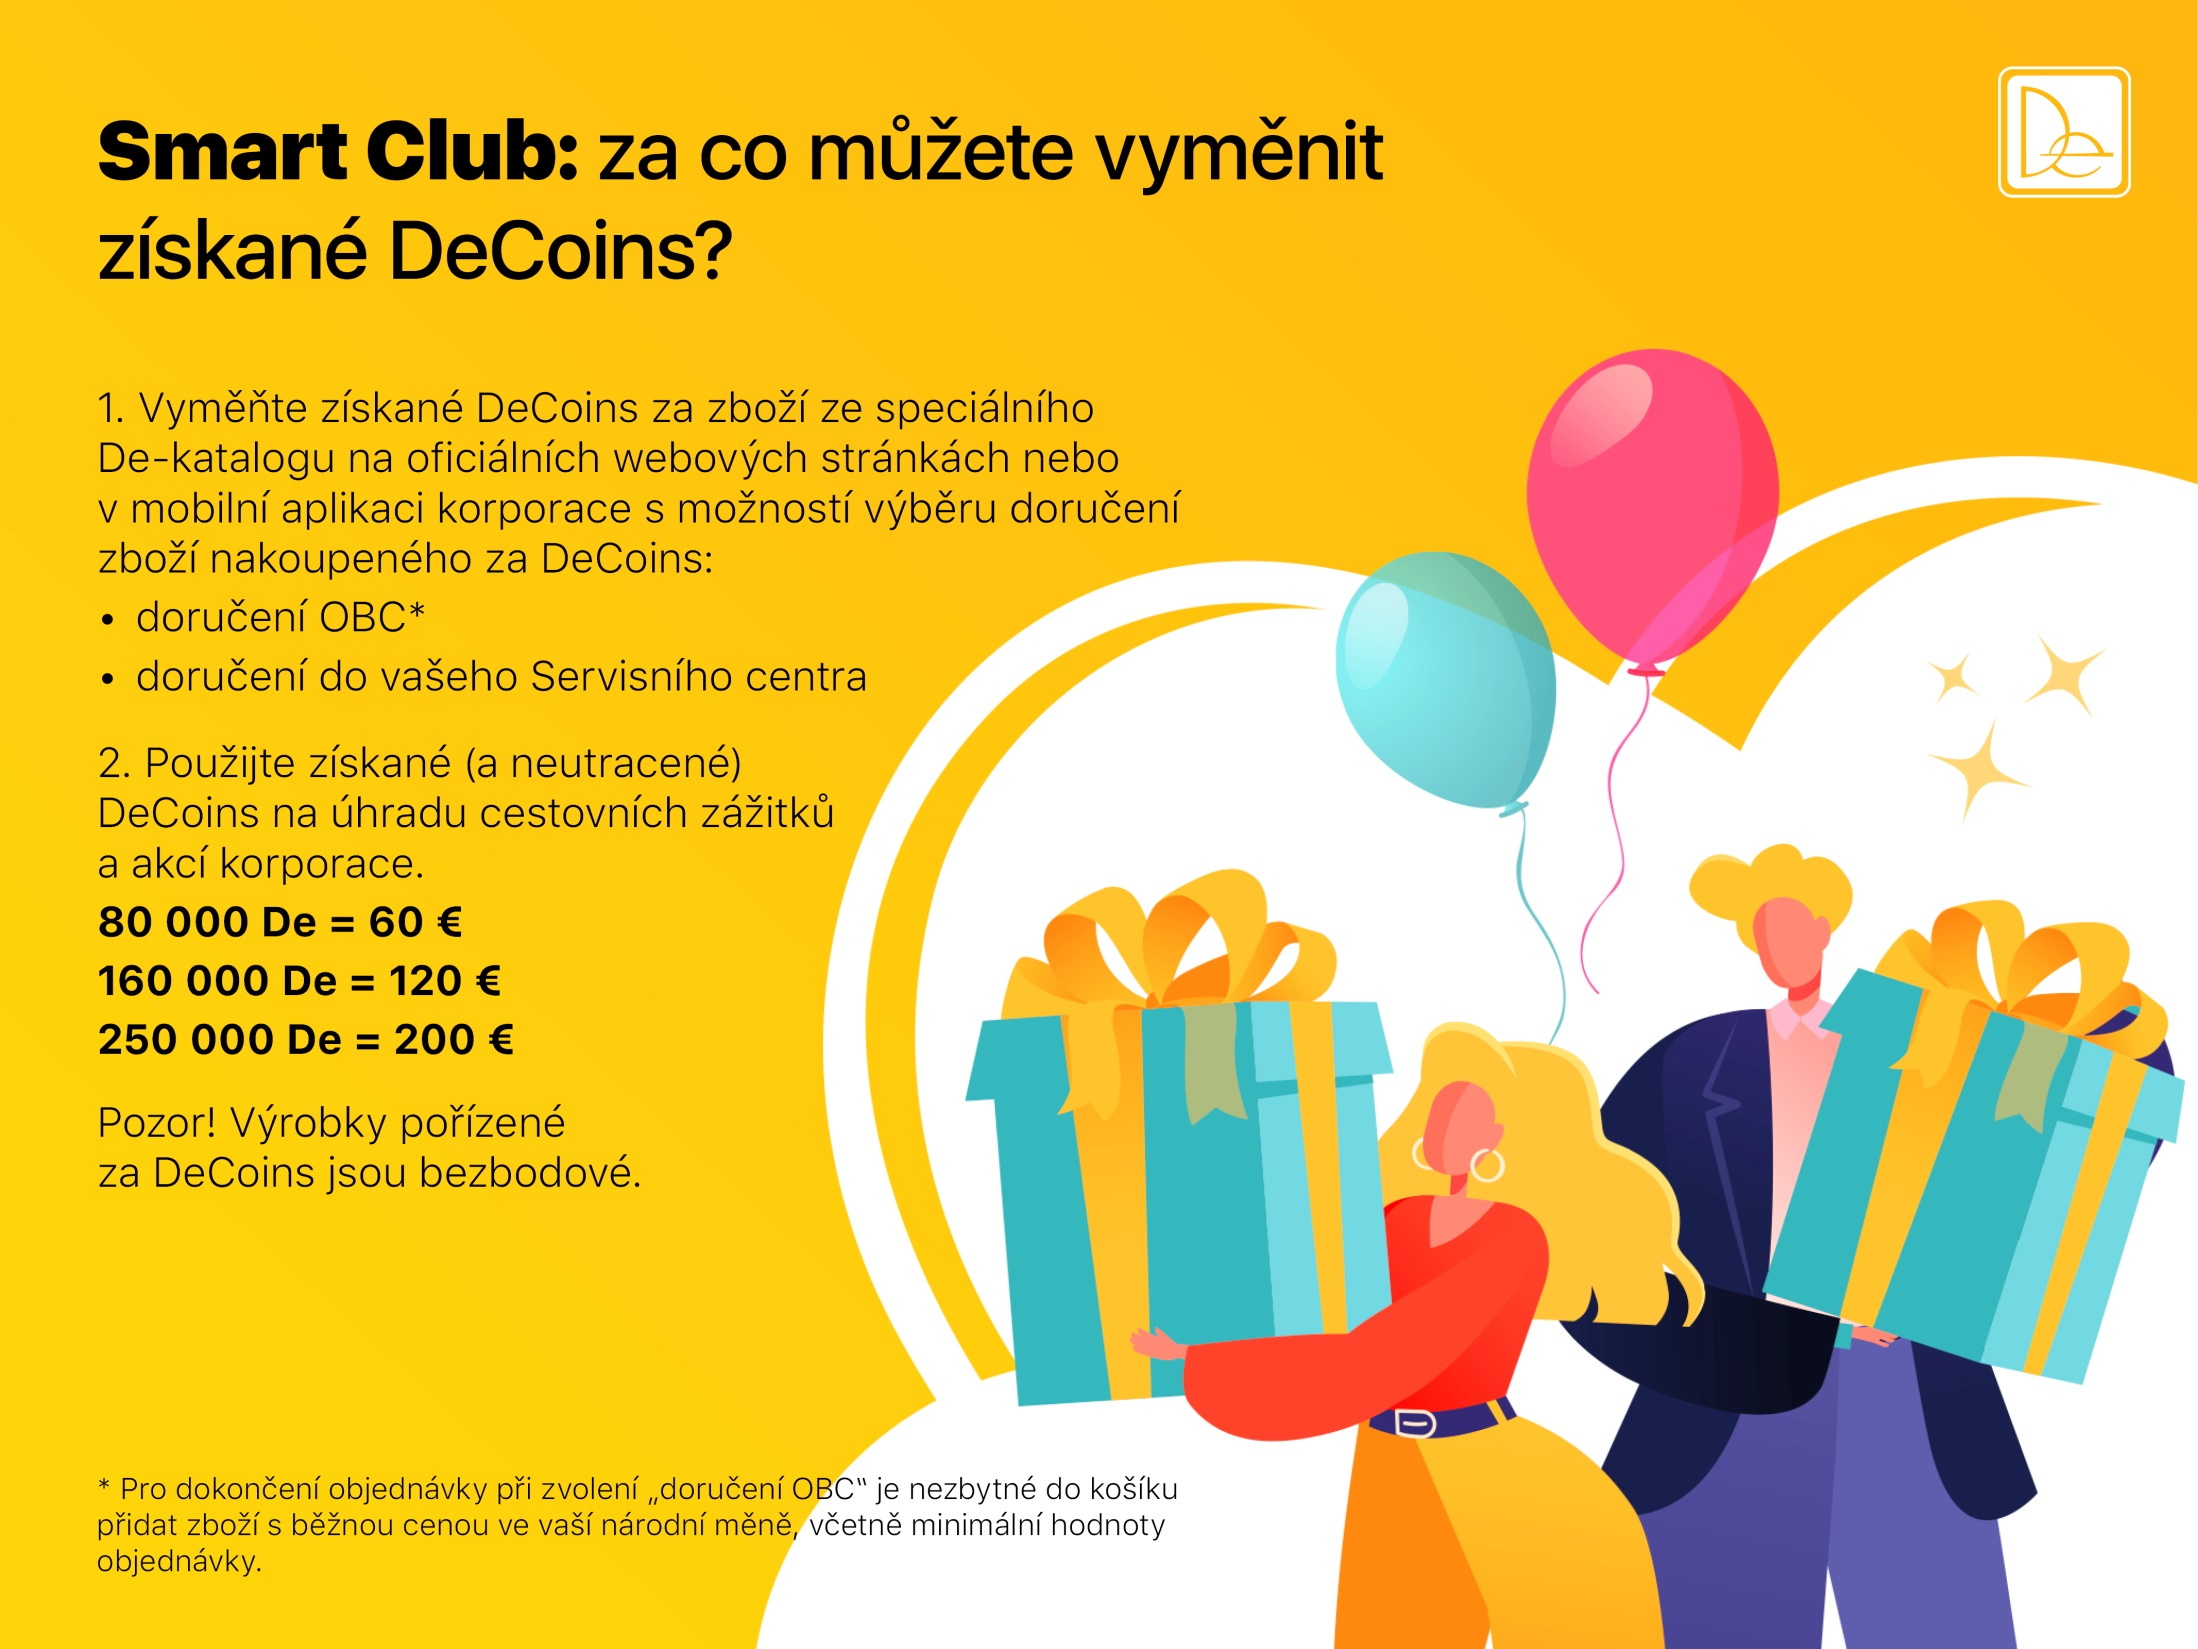 Smart Club: za co můžete vyměnit
získané DeCoins?
1. Vyměňte získané DeCoins za zboží ze speciálního
De-katalogu na oficiálních webových stránkách nebo
v mobilní aplikaci korporace s možností výběru doručení
zboží nakoupeného za DeCoins:
• doručení OBC*
• doručení do vašeho Servisního centra
2. Použijte získané (a neutracené)
DeCoins na úhradu cestovních zážitků
a akcí korporace.
80 000 De = 60 €
160 000 De = 120 €
250 000 De = 200 €
Pozor! Výrobky pořízené
za DeCoins jsou bezbodové.
* Pro dokončení objednávky při zvolení „doručení OBC‟ je nezbytné do košíku
přidat zboží s běžnou cenou ve vaší národní měně, včetně minimální hodnoty
objednávky.